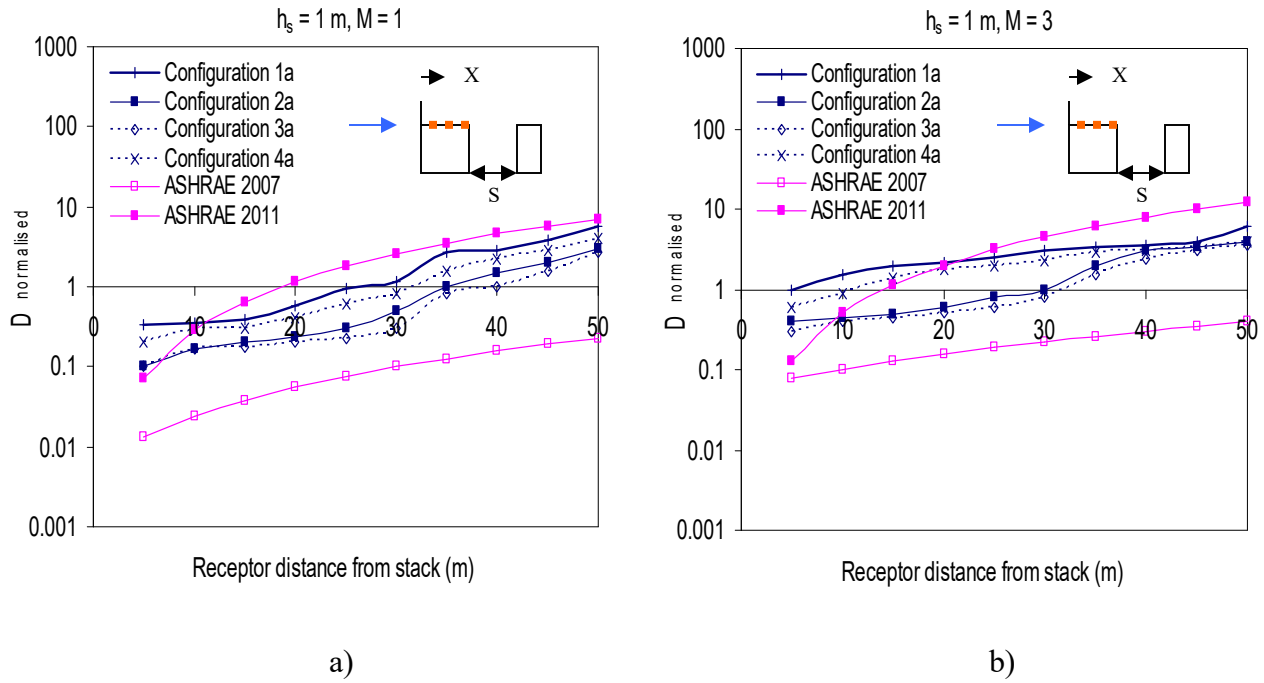 h_s = 1 m, M = 1
1000
100
10
1
0.1
0.01
0.001
D normalised
Configuration 1a
Configuration 2a
Configuration 3a
Configuration 4a
ASHRAE 2007
ASHRAE 2011
X
S
0 10 20 30 40 50
Receptor distance from stack (m)
a)
h_s = 1 m, M = 3
1000
100
10
1
0.1
0.01
0.001
D normalised
Configuration 1a
Configuration 2a
Configuration 3a
Configuration 4a
ASHRAE 2007
ASHRAE 2011
X
S
0 10 20 30 40 50
Receptor distance from stack (m)
b)